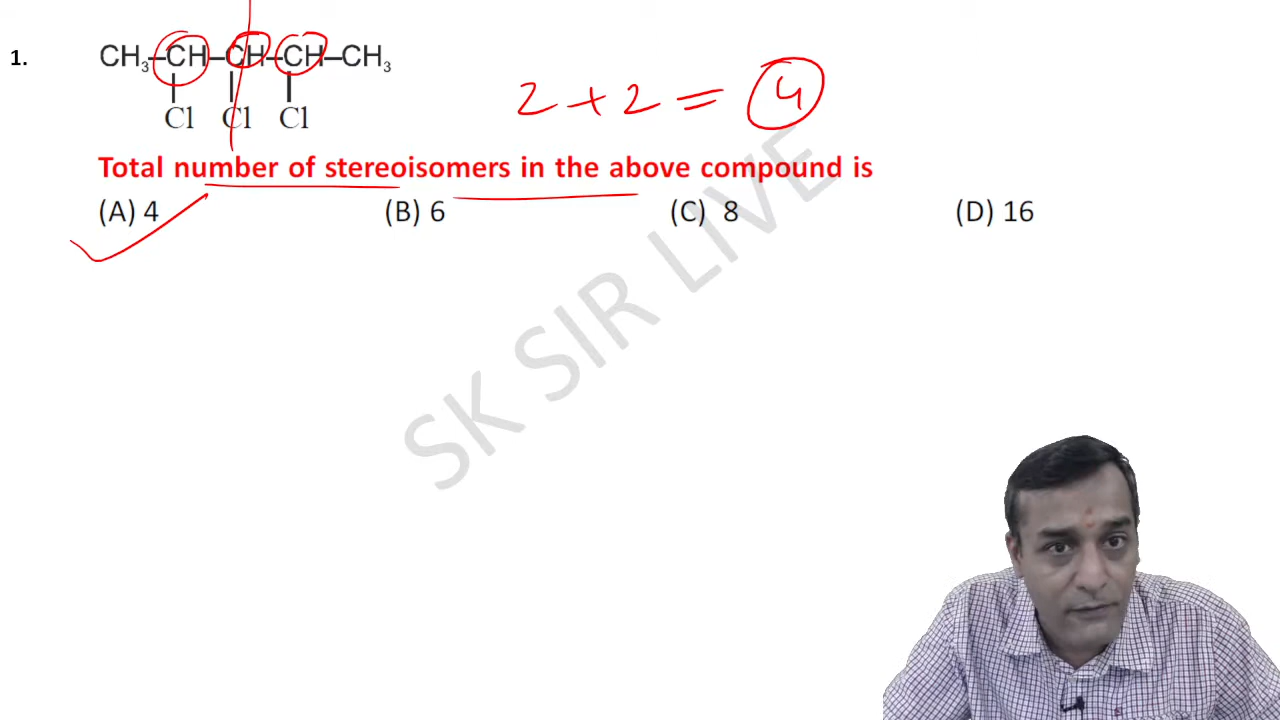 1. CH₃–CH–CH–CH–CH₃
Cl Cl Cl
2 + 2 = 4
Total number of stereoisomers in the above compound is
(A) 4 (B) 6 (C) 8 (D) 16
SK SIR LIVE